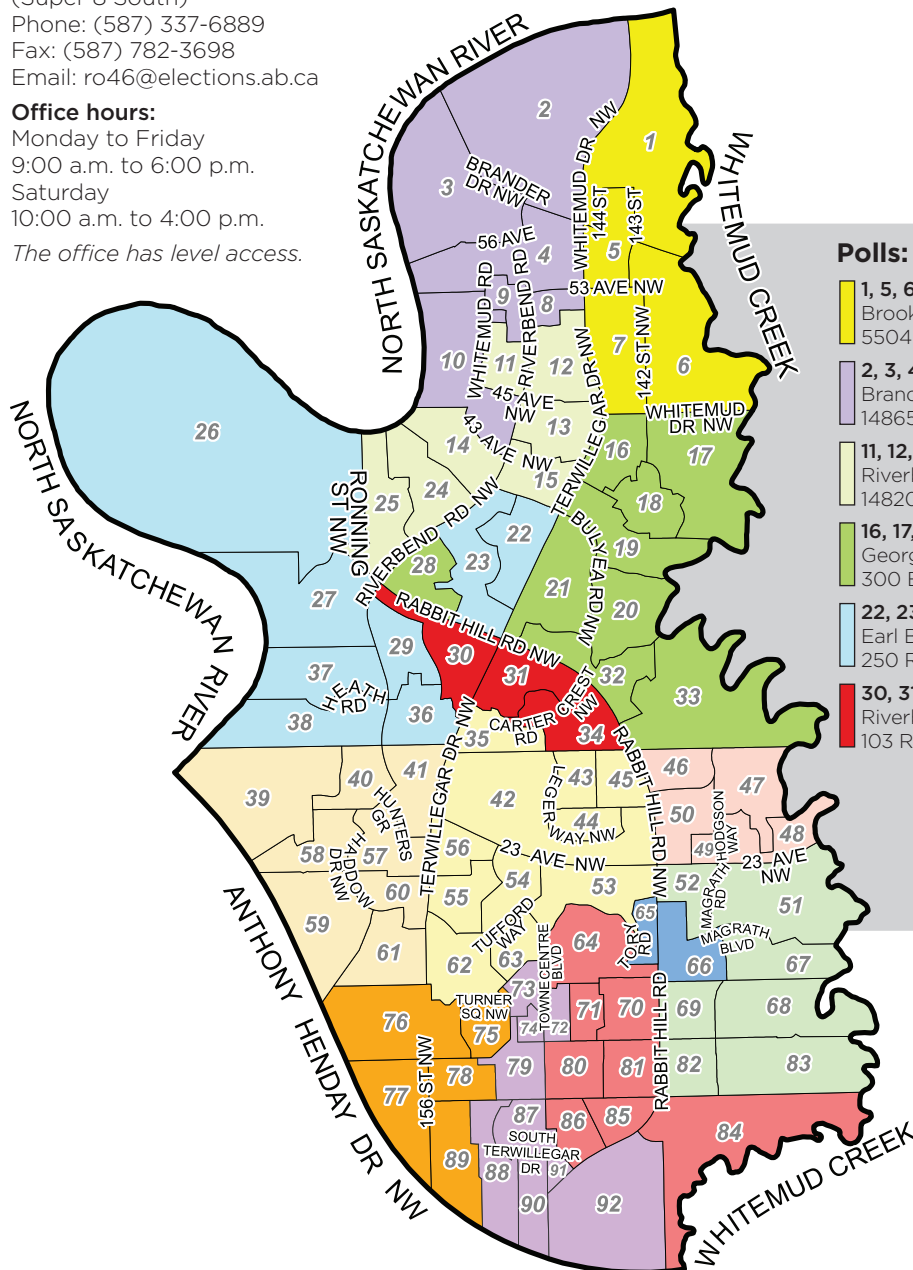 (Super 8 South)
Phone: (587) 337-6889
Fax: (587) 782-3698
Email: ro46@elections.ab.ca
Office hours:
Monday to Friday
9:00 a.m. to 6:00 p.m.
Saturday
10:00 a.m. to 4:00 p.m.
The office has level access.
NORTH SASKATCHEWAN RIVER
WHITEMUD CREEK
NORTH SASKATCHEWAN RIVER
ANTHONY HENDAY DR NW
WHITEMUD CREEK
Polls:
1, 5, 6
Brook
5504
2, 3, 4
Branc
14865
11, 12,
Riverb
14820
16, 17,
Georg
300 B
22, 23
Earl B
250 R
30, 31
Riverb
103 R
1
2
3
BRANDER
DR NW
WHITEMUD DR NW
144 ST
143 ST
56 AVE
4
5
53 AVE NW
WHITEMUD RD
RIVERBEND RD
9
8
7
142 ST NW
6
10
11
12
TERWILLEGAR DR NW
45 AVE
NW
WHITEMUD
DR NW
13
43 AVE NW
14
15
16
17
18
26
RONNING
ST NW
25
24
RIVERBEND RD NW
22
23
BULYEA RD NW
19
28
21
20
27
RABBIT HILL RD NW
29
30
31
CREST
NW
32
33
37
HEATH
RD
36
38
35
CARTER
RD
34
TERWILLEGAR DR NW
RABBIT HILL RD NW
39
40
41
HUNTERS
GR
42
43
45
LEGER
WAY NW
44
46
47
50
49
HODGSON
WAY
48
23 AVE
NW
58
57
HADDOW
DR NW
56
23 AVE NW
54
53
52
MAGRATH
RD
51
60
55
59
TUFFORD
WAY
61
62
63
TOWNE CENTRE
BLVD
64
65
TORY
RD
66
MAGRATH
BLVD
67
73
TURNER
SQ NW
76
75
74
72
71
70
RABBIT HILL RD
69
68
156 ST NW
77
78
79
80
81
82
83
87
86
85
84
SOUTH
TERWILLEGAR
DR
89
88
91
90
92